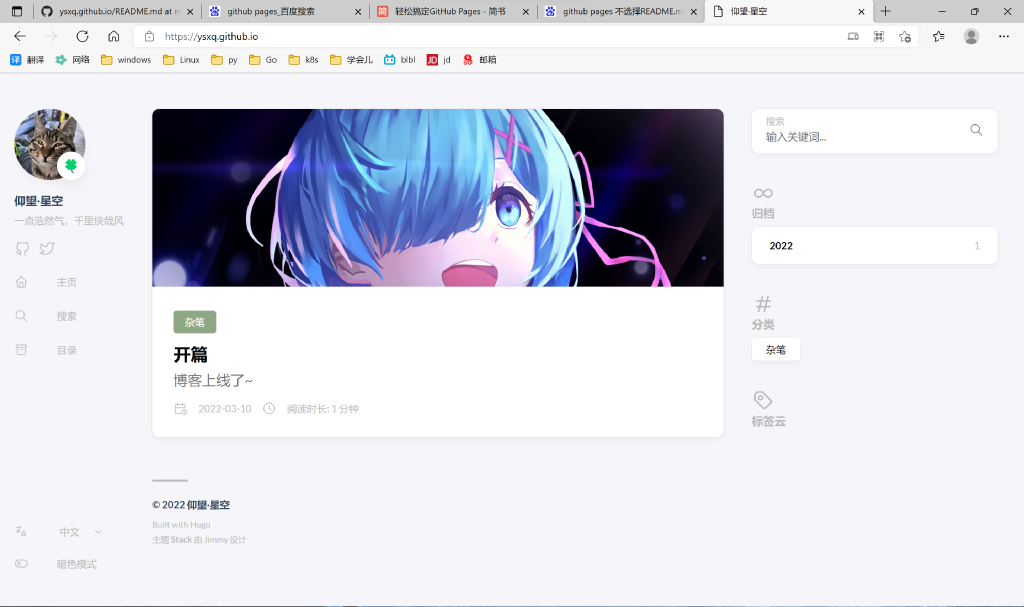 ysxq.github.io/README.md at m
github pages_百度搜索
轻松搞定GitHub Pages - 简书
github pages 不选择README.m
仰望·星空
https://ysxq.github.io
翻译
网络
windows
Linux
py
Go
k8s
学会儿
blbl
jd
邮箱
仰望·星空
一点浩然气，千里快哉风
主页
搜索
目录
杂笔
开篇
博客上线了~
2022-03-10
阅读时长: 1 分钟
搜索
输入关键词...
归档
2022 1
分类
杂笔
标签云
© 2022 仰望·星空
Built with Hugo
主题 Stack 由 Jimmy 设计
中文
暗色模式